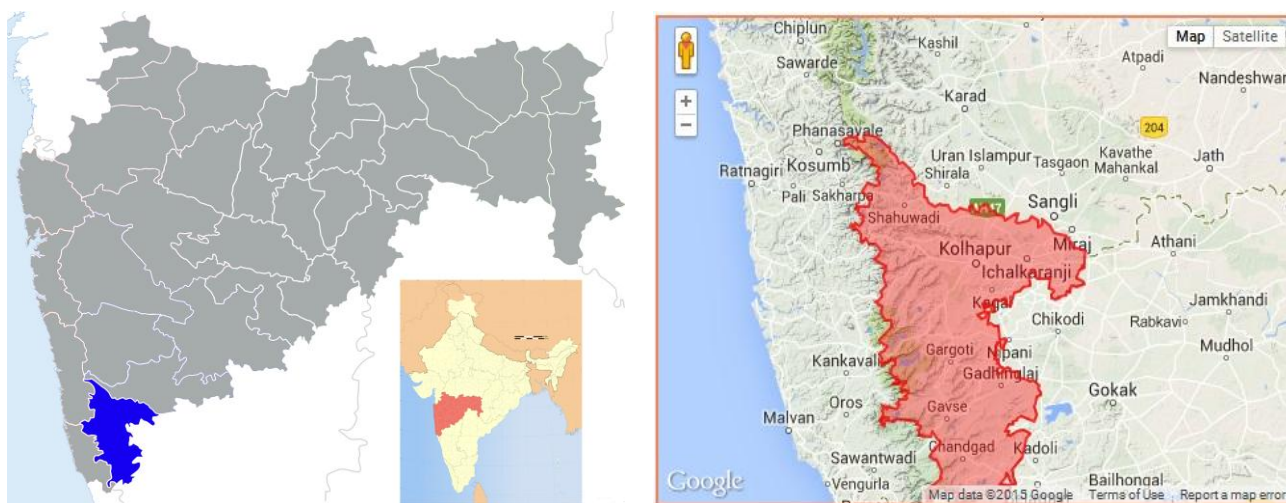 Chiplun
Map Satellite
Kashil
Sawarde
Atpadi
Nandeshwar
Karad
+
−
Phanasavale
204
Kosumb
Uran Islampur
Kavathe
Mahankal
Jath
Tasgaon
Ratnagiri
Shirala
Pali
Sakharpa
Sangli
Shahuwadi
Miraj
Athani
Kolhapur
Ichalkaranji
Kagal
Jamkhandi
Chikodi
Rabkavi
Mudhol
Nipani
Kankavali
Gargoti
Gadhinglaj
Gokak
Oros
Gavse
Malvan
Chandgad
Kadoli
Sawantwadi
Bailhongal
Google
Vengurla
Map data ©2015 Google Terms of Use Report a map error